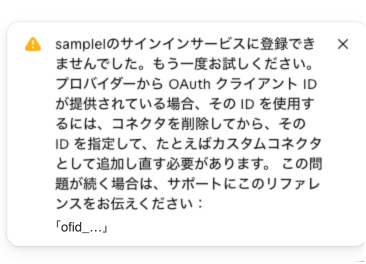 samplelのサインインサービスに登録でき
ませんでした。もう一度お試しください。
プロバイダーから OAuth クライアント ID
が提供されている場合、その ID を使用す
るには、コネクタを削除してから、その
ID を指定して、たとえばカスタムコネクタ
として追加し直す必要があります。 この問
題が続く場合は、サポートにこのリファレ
ンスをお伝えください：
「ofid_...」